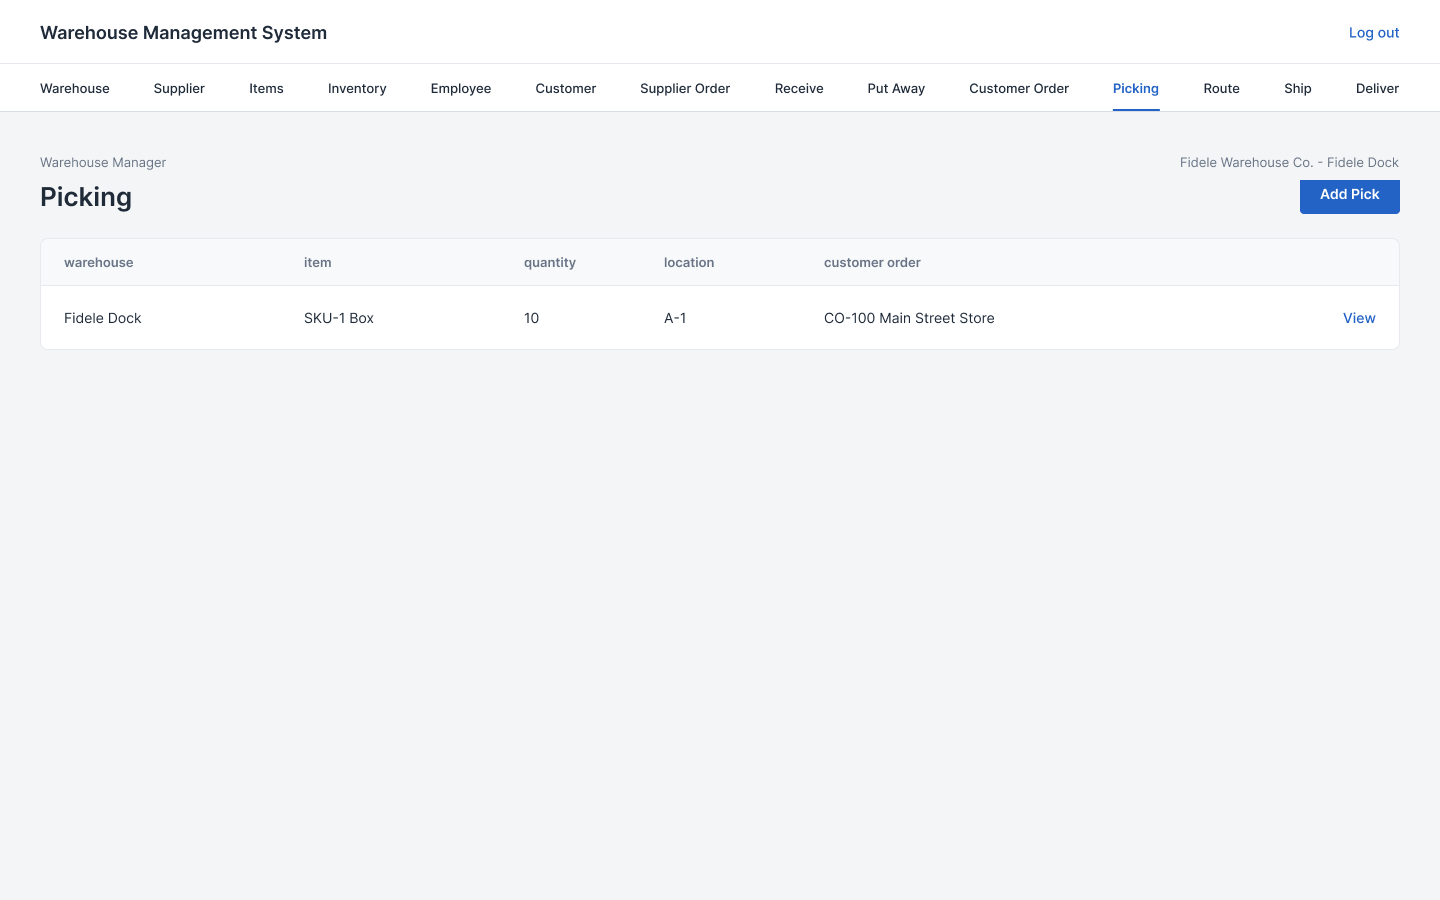 Warehouse Management System
Log out
Warehouse Supplier Items Inventory Employee Customer Supplier Order Receive Put Away Customer Order Picking Route Ship Deliver
Warehouse Manager
Fidele Warehouse Co. - Fidele Dock
Picking
Add Pick
warehouse item quantity location customer order
Fidele Dock SKU-1 Box 10 A-1 CO-100 Main Street Store View